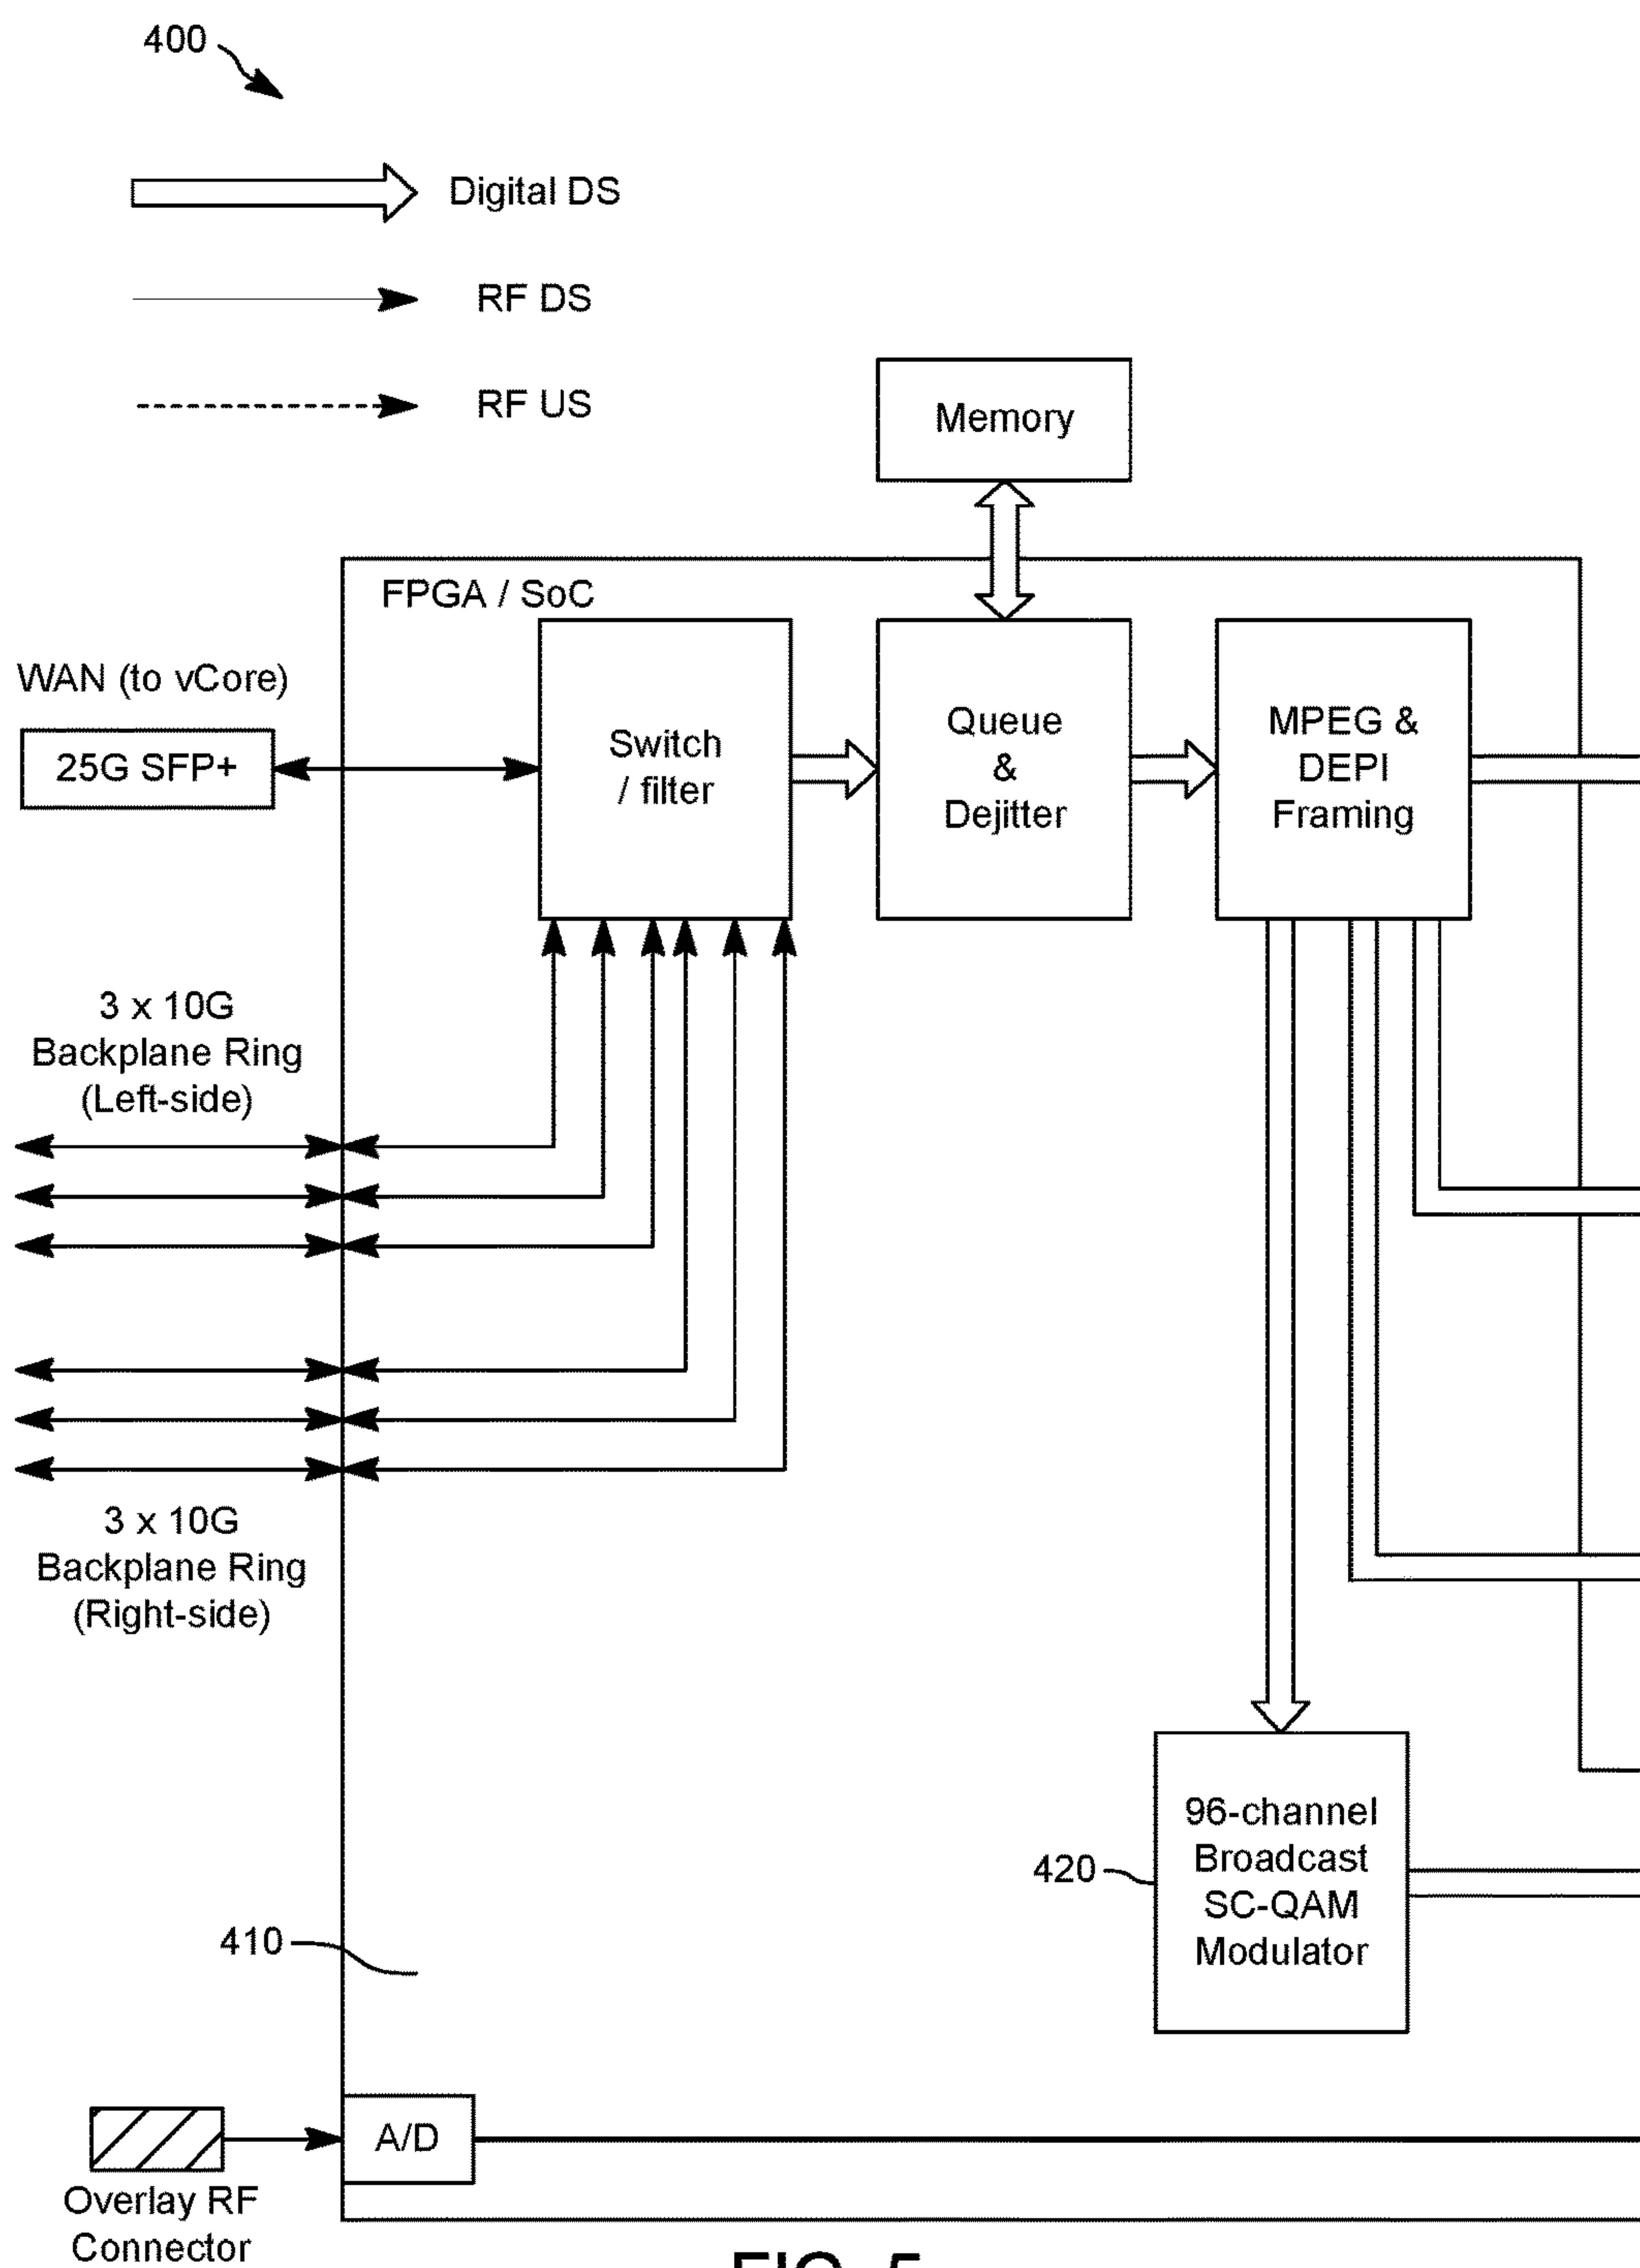 400
Digital DS
RF DS
RF US
Memory
FPGA / SoC
WAN (to vCore)
25G SFP+
Switch
/ filter
Queue
&
Dejitter
MPEG &
DEPI
Framing
3 x 10G
Backplane Ring
(Left-side)
3 x 10G
Backplane Ring
(Right-side)
96-channel
Broadcast
SC-QAM
Modulator
420
410
A/D
Overlay RF
Connector
FIG. 5